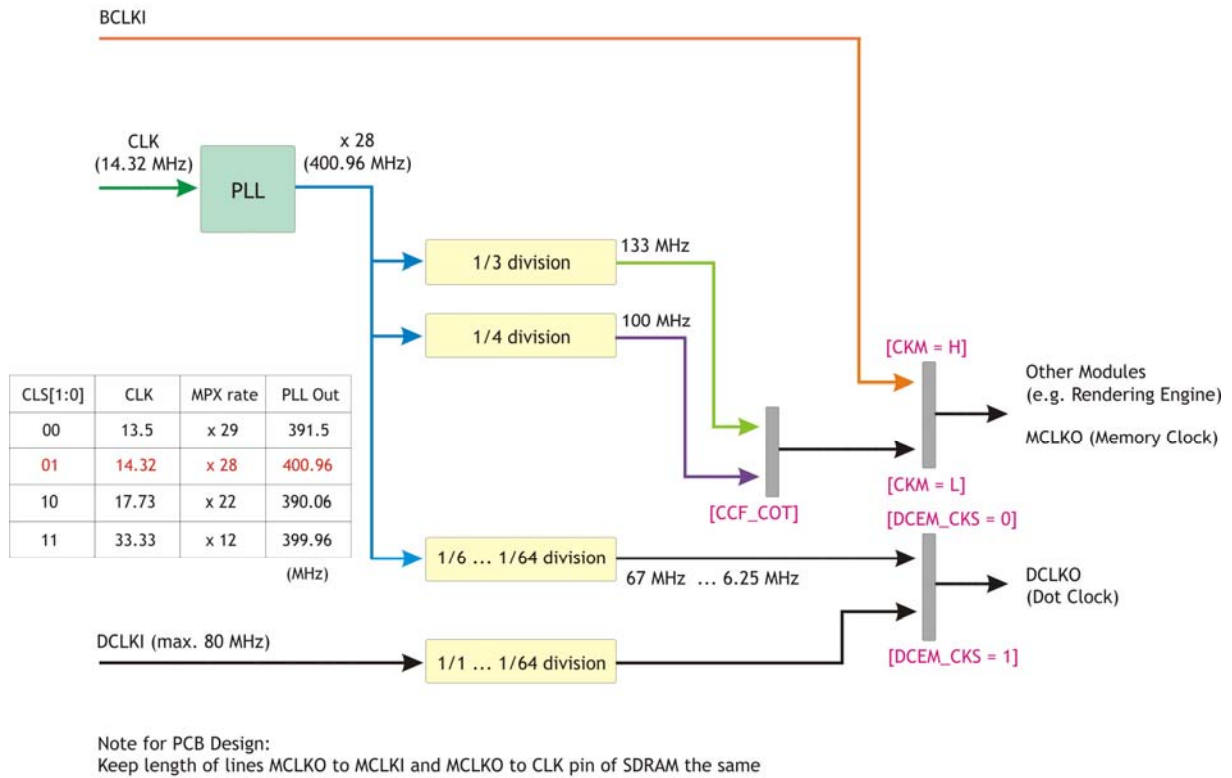 BCLKI
CLK
(14.32 MHz)
x 28
(400.96 MHz)
PLL
1/3 division
133 MHz
1/4 division
100 MHz
[CKM = H]
Other Modules
(e.g. Rendering Engine)
MCLKO (Memory Clock)
[CKM = L]
[CCF_COT]
CLS[1:0] CLK MPX rate PLL Out
00 13.5 x 29 391.5
01 14.32 x 28 400.96
10 17.73 x 22 390.06
11 33.33 x 12 399.96
(MHz)
[DCEM_CKS = 0]
1/6 ... 1/64 division
67 MHz ... 6.25 MHz
DCLKO
(Dot Clock)
DCLKI (max. 80 MHz)
1/1 ... 1/64 division
[DCEM_CKS = 1]
Note for PCB Design:
Keep length of lines MCLKO to MCLKI and MCLKO to CLK pin of SDRAM the same